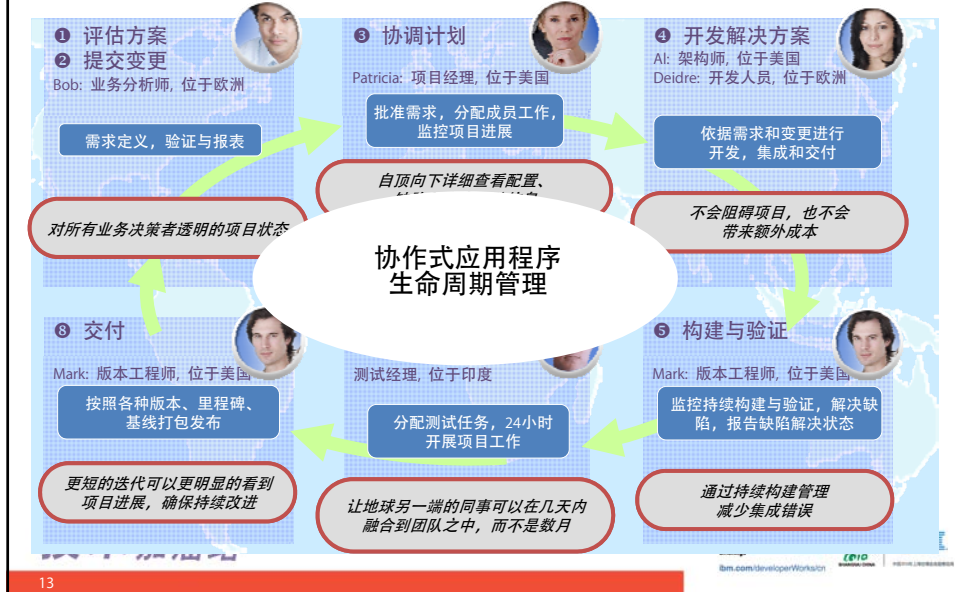 ❶ 评估方案
❷ 提交变更
Bob: 业务分析师, 位于欧洲
需求定义，验证与报表
对所有业务决策者透明的项目状态
❸ 协调计划
Patricia: 项目经理, 位于美国
批准需求，分配成员工作，
监控项目进展
自顶向下详细查看配置、
❹ 开发解决方案
Al: 架构师, 位于美国
Deidre: 开发人员, 位于欧洲
依据需求和变更进行
开发，集成和交付
不会阻碍项目，也不会
带来额外成本
协作式应用程序
生命周期管理
❽ 交付
Mark: 版本工程师, 位于美国
按照各种版本、里程碑、
基线打包发布
更短的迭代可以更明显的看到
项目进展，确保持续改进
测试经理, 位于印度
分配测试任务，24小时
开展项目工作
让地球另一端的同事可以在几天内
融合到团队之中，而不是数月
❺ 构建与验证
Mark: 版本工程师, 位于美国
监控持续构建与验证，解决缺
陷，报告缺陷解决状态
通过持续构建管理
减少集成错误
ibm.com/developerWorks/cn
SHANGHAI CHINA
13